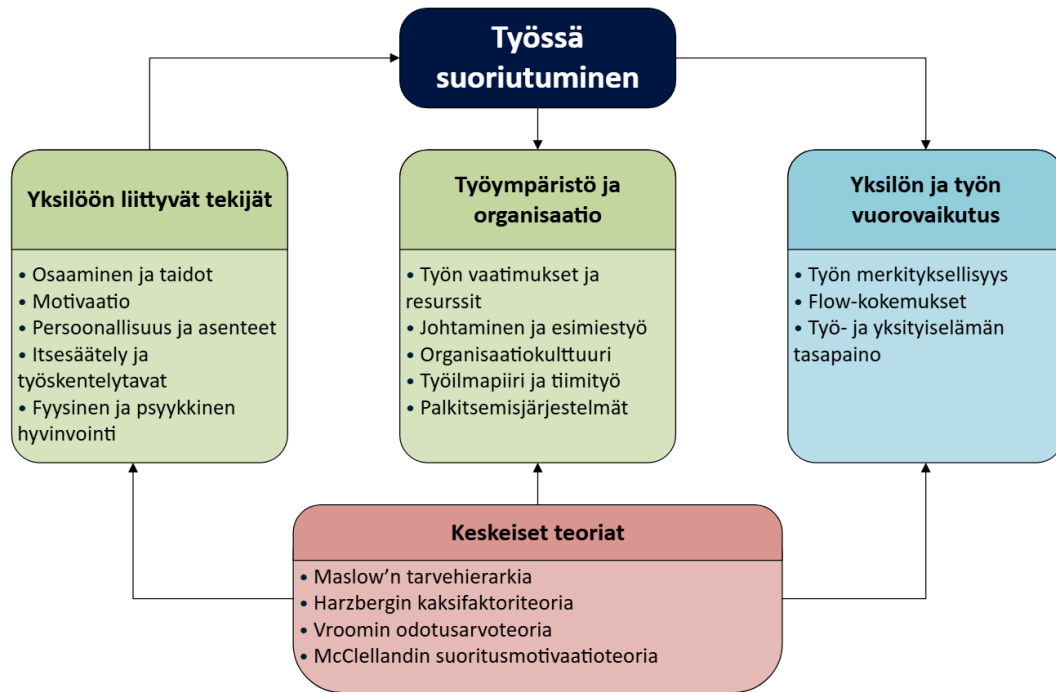 Työssä
suoriutuminen
Yksilöön liittyvät tekijät
• Osaaminen ja taidot
• Motivaatio
• Persoonallisuus ja asenteet
• Itsesäätely ja
työskentelytavat
• Fyysinen ja psyykkinen
hyvinvointi
Työympäristö ja
organisaatio
• Työn vaatimukset ja
resurssit
• Johtaminen ja esimiestyö
• Organisaatiokulttuuri
• Työilmapiiri ja tiimityö
• Palkitsemisjärjestelmät
Yksilön ja työn
vuorovaikutus
• Työn merkityksellisyys
• Flow-kokemukset
• Työ- ja yksityiselämän
tasapaino
Keskeiset teoriat
• Maslow’n tarvehierarkia
• Harzbergin kaksifaktoriteoria
• Vroomin odotusarvoteoria
• McClellandin suoritusmotivaatioteoria